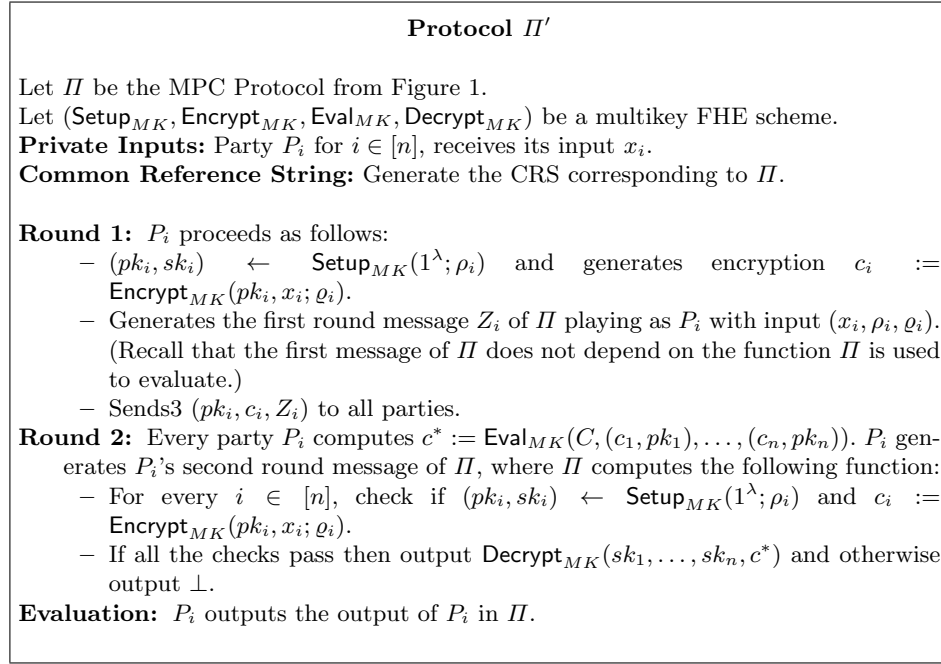 Protocol Π′
Let Π be the MPC Protocol from Figure 1.
Let (Setup_MK, Encrypt_MK, Eval_MK, Decrypt_MK) be a multikey FHE scheme.
Private Inputs: Party P_i for i ∈ [n], receives its input x_i.
Common Reference String: Generate the CRS corresponding to Π.
Round 1: P_i proceeds as follows:
– (pk_i, sk_i) ← Setup_MK(1^λ; ρ_i) and generates encryption c_i :=
Encrypt_MK(pk_i, x_i; ϱ_i).
– Generates the first round message Z_i of Π playing as P_i with input (x_i, ρ_i, ϱ_i).
(Recall that the first message of Π does not depend on the function Π is used
to evaluate.)
– Sends3 (pk_i, c_i, Z_i) to all parties.
Round 2: Every party P_i computes c* := Eval_MK(C, (c_1, pk_1), . . . , (c_n, pk_n)). P_i gen-
erates P_i's second round message of Π, where Π computes the following function:
– For every i ∈ [n], check if (pk_i, sk_i) ← Setup_MK(1^λ; ρ_i) and c_i :=
Encrypt_MK(pk_i, x_i; ϱ_i).
– If all the checks pass then output Decrypt_MK(sk_1, . . . , sk_n, c*) and otherwise
output ⊥.
Evaluation: P_i outputs the output of P_i in Π.